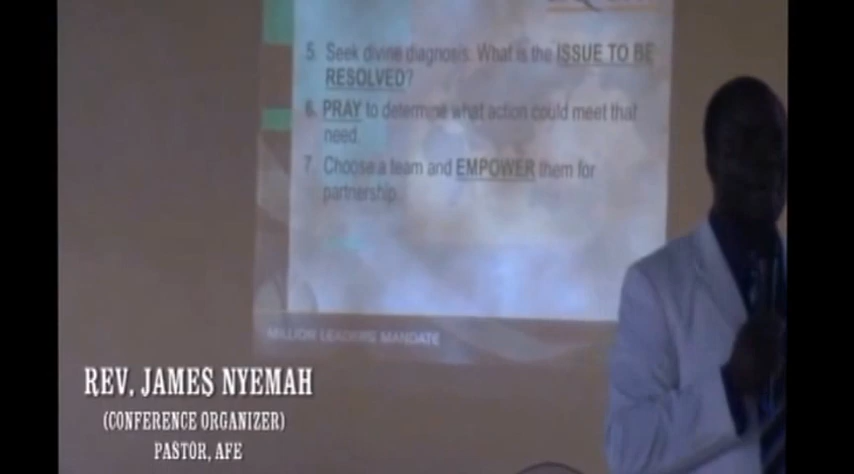 5. Seek divine diagnosis. What is the ISSUE TO BE
RESOLVED?
6. PRAY to determine what action could meet that
need.
7. Choose a team and EMPOWER them for
partnership.
MILLION LEADERS MANDATE
REV. JAMES NYEMAH
(CONFERENCE ORGANIZER)
PASTOR, AFE